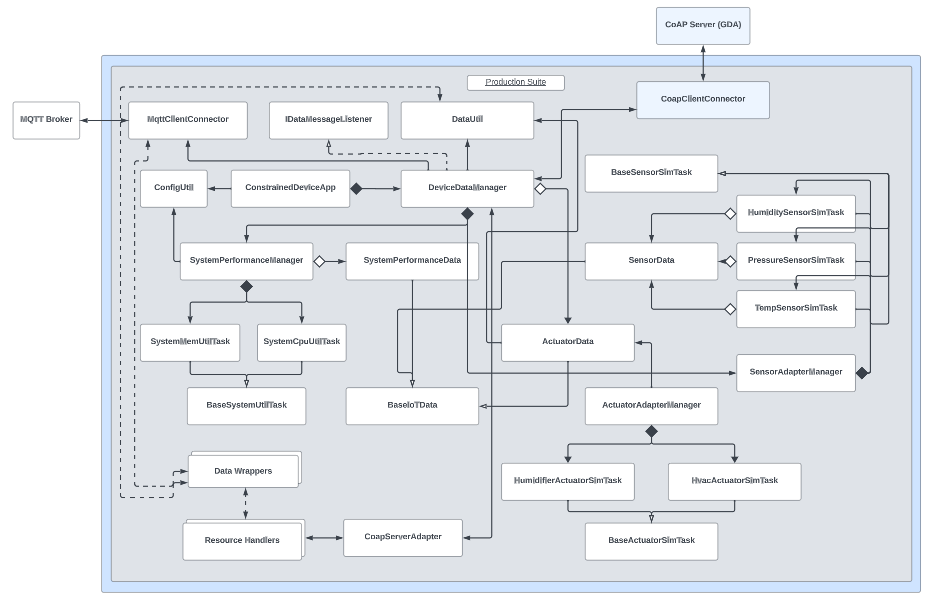 CoAP Server (GDA)
Production Suite
CoapClientConnector
MQTT Broker
MqttClientConnector
IDataMessageListener
DataUtil
BaseSensorSimTask
ConfigUtil
ConstrainedDeviceApp
DeviceDataManager
HumiditySensorSimTask
SystemPerformanceManager
SystemPerformanceData
SensorData
PressureSensorSimTask
TempSensorSimTask
SystemMemUtilTask
SystemCpuUtilTask
ActuatorData
SensorAdapterManager
BaseSystemUtilTask
BaseIoTData
ActuatorAdapterManager
Data Wrappers
HumidifierActuatorSimTask
HvacActuatorSimTask
Resource Handlers
CoapServerAdapter
BaseActuatorSimTask